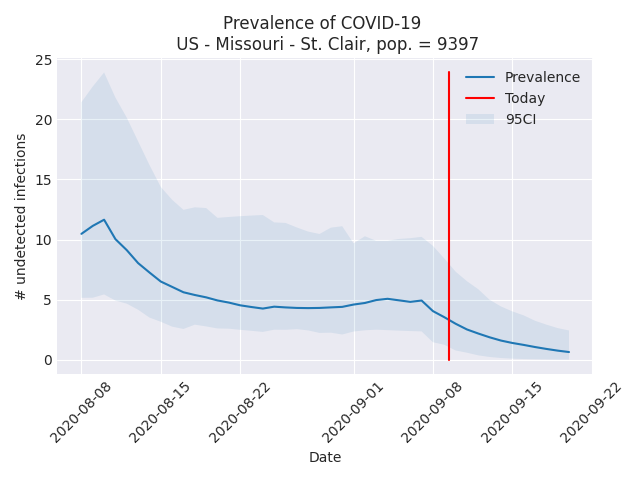 Prevalence of COVID-19
US - Missouri - St. Clair, pop. = 9397
25
20
15
10
5
0
# undetected infections
Prevalence
Today
95CI
2020-08-08
2020-08-15
2020-08-22
2020-09-01
2020-09-08
2020-09-15
2020-09-22
Date